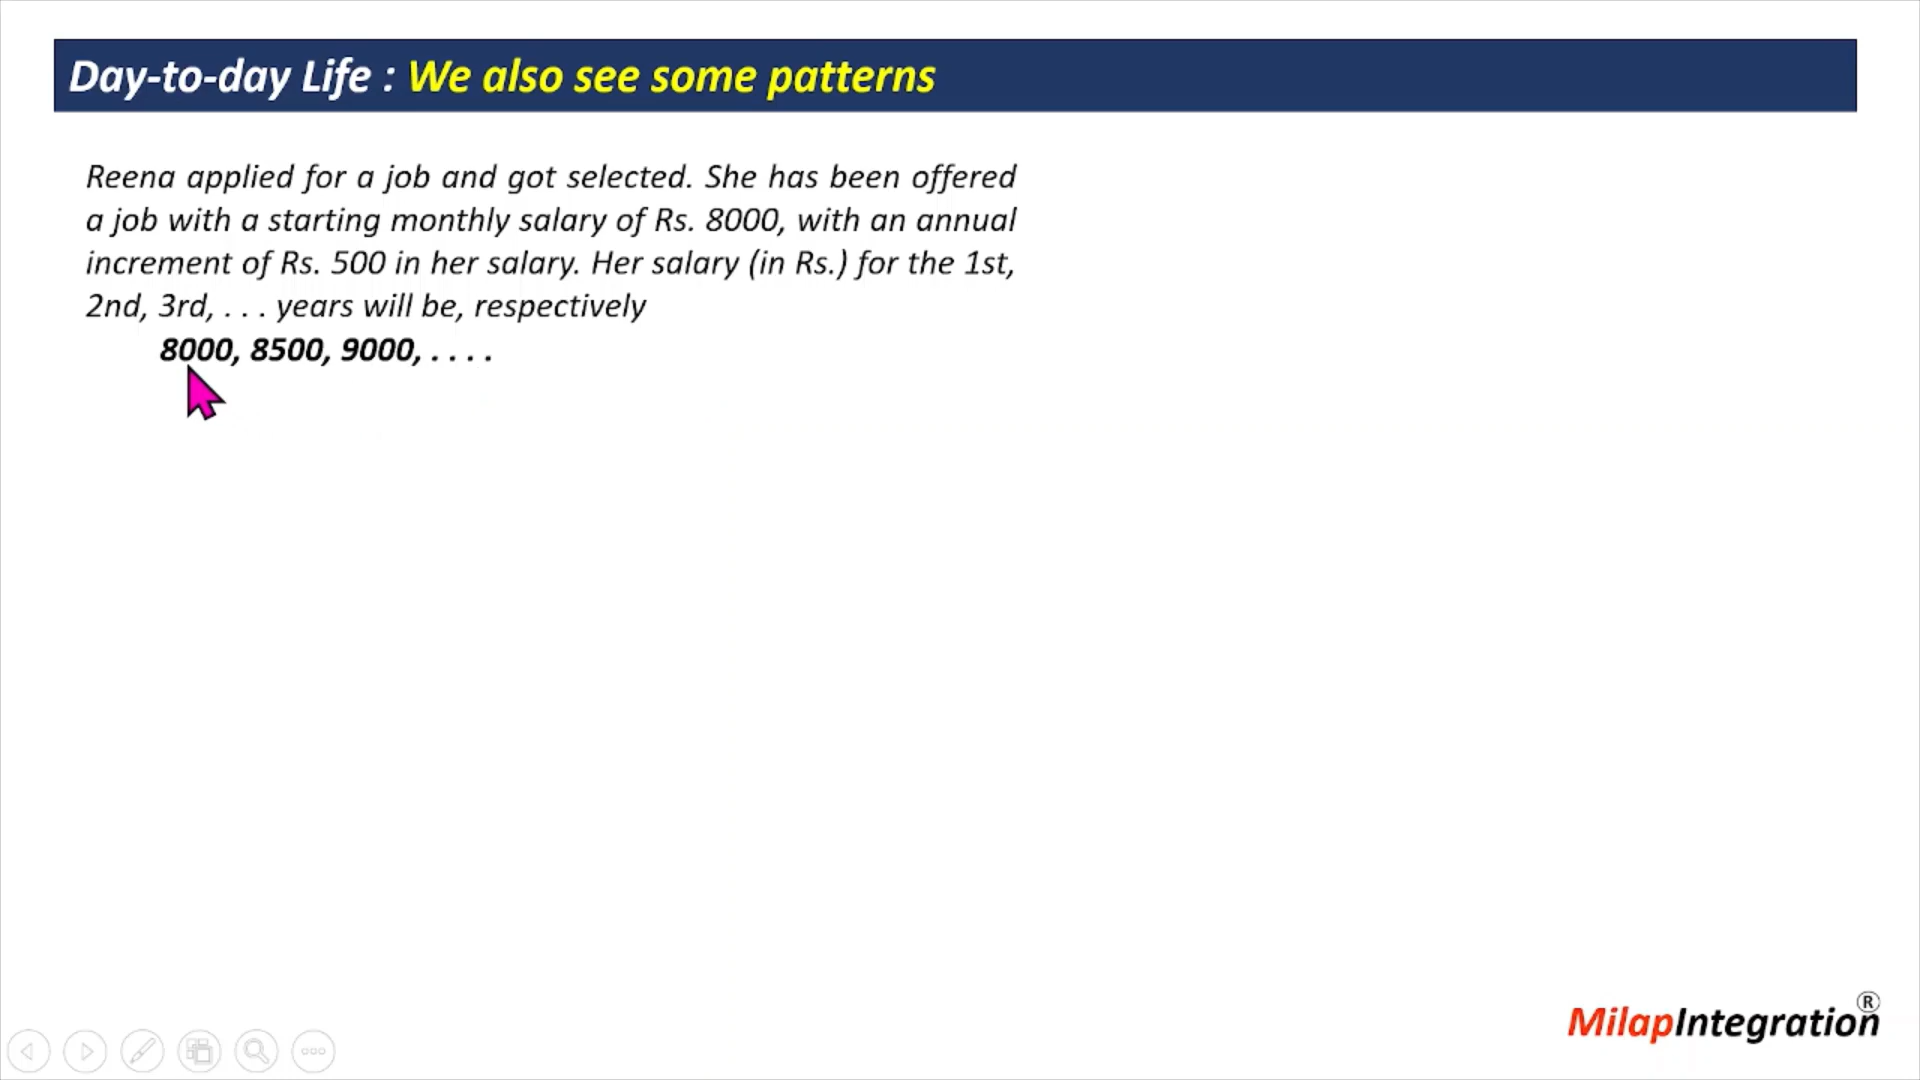 Day-to-day Life : We also see some patterns
Reena applied for a job and got selected. She has been offered
a job with a starting monthly salary of Rs. 8000, with an annual
increment of Rs. 500 in her salary. Her salary (in Rs.) for the 1st,
2nd, 3rd, . . . years will be, respectively
8000, 8500, 9000, . . . .
MilapIntegration®